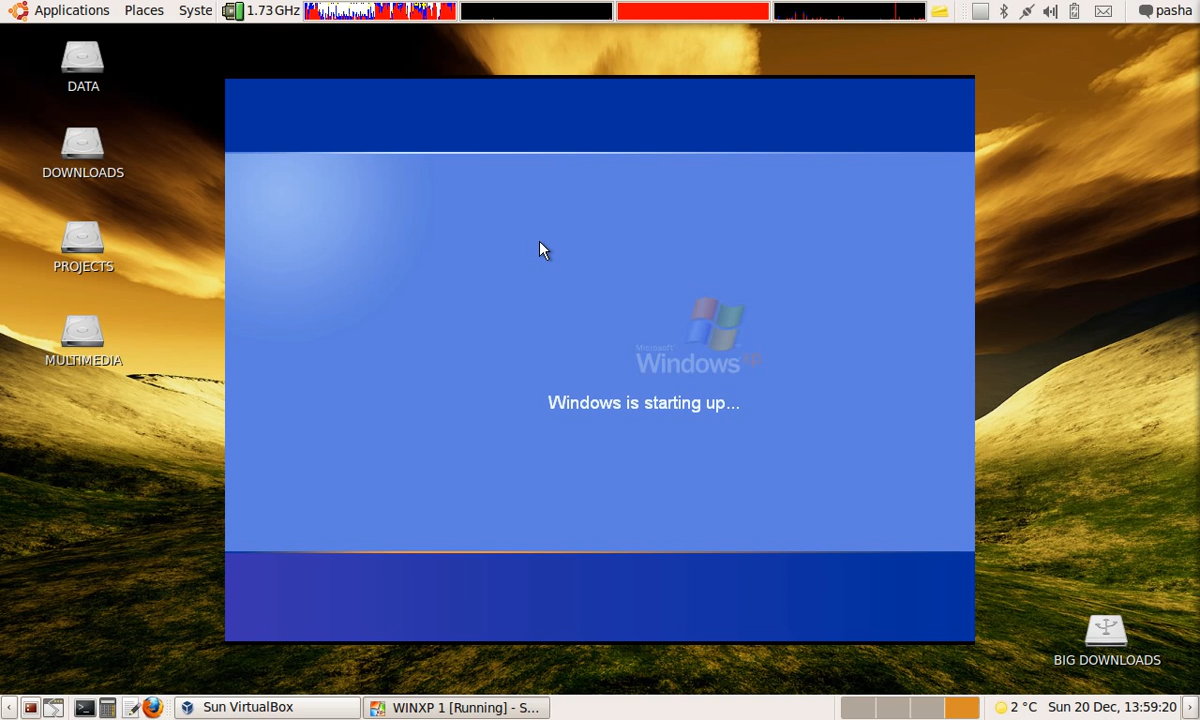 Applications Places Syste 1.73 GHz pasha
DATA
DOWNLOADS
PROJECTS
MULTIMEDIA
Microsoft
Windows xp
Windows is starting up...
BIG DOWNLOADS
Sun VirtualBox WINXP 1 [Running] - S... 2 °C Sun 20 Dec, 13:59:20